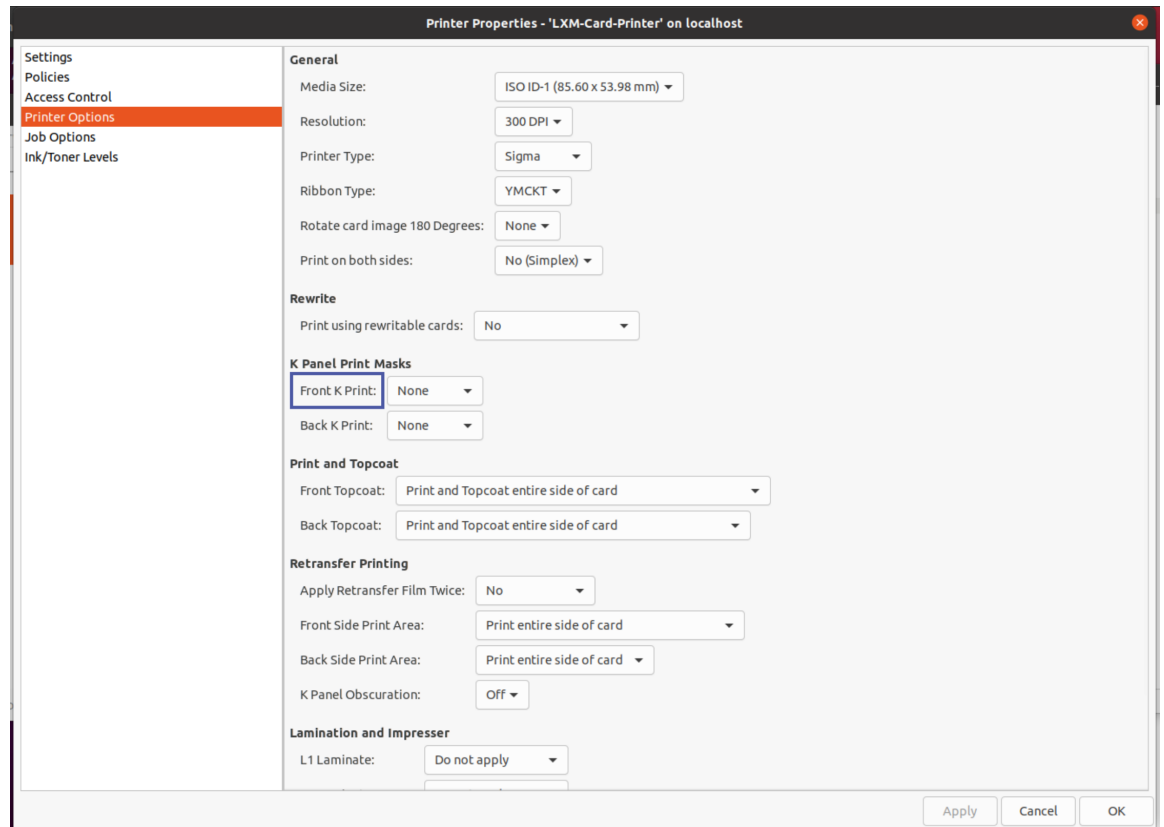 Printer Properties - 'LXM-Card-Printer' on localhost
Settings
Policies
Access Control
Printer Options
Job Options
Ink/Toner Levels
General
Media Size: ISO ID-1 (85.60 x 53.98 mm)
Resolution: 300 DPI
Printer Type: Sigma
Ribbon Type: YMCKT
Rotate card image 180 Degrees: None
Print on both sides: No (Simplex)
Rewrite
Print using rewritable cards: No
K Panel Print Masks
Front K Print: None
Back K Print: None
Print and Topcoat
Front Topcoat: Print and Topcoat entire side of card
Back Topcoat: Print and Topcoat entire side of card
Retransfer Printing
Apply Retransfer Film Twice: No
Front Side Print Area: Print entire side of card
Back Side Print Area: Print entire side of card
K Panel Obscuration: Off
Lamination and Impresser
L1 Laminate: Do not apply
Apply Cancel OK